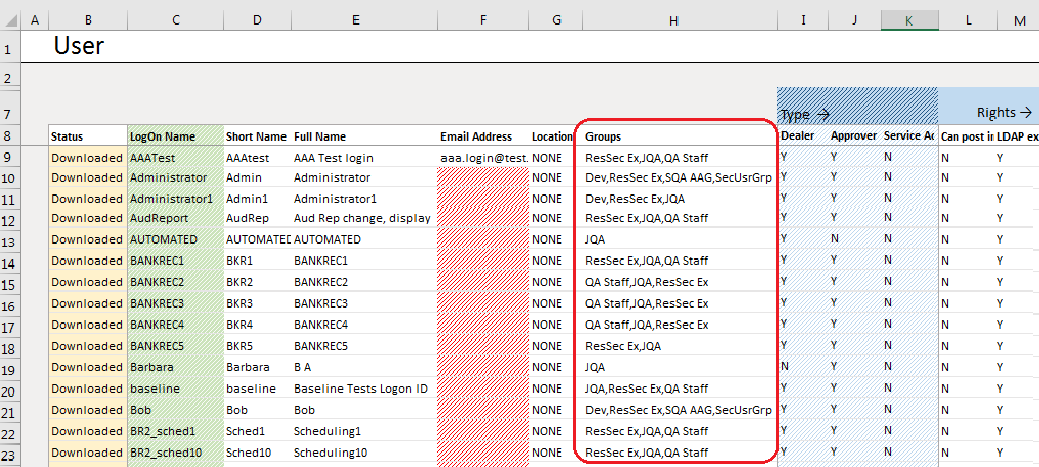 A B C D E F G H I J K L M
1 User
2
7 Type → Rights →
8 Status LogOn Name Short Name Full Name Email Address Location Groups Dealer Approver Service Ac Can post in LDAP ex
9 Downloaded AAATest AAAtest AAA Test login aaa.login@test. NONE ResSec Ex,JQA,QA Staff Y Y N N Y
10 Downloaded Administrator Admin Administrator NONE Dev,ResSec Ex,SQA AAG,SecUsrGrp Y Y N N Y
11 Downloaded Administrator1 Admin1 Administrator1 NONE Dev,ResSec Ex,JQA Y Y N N Y
12 Downloaded AudReport AudRep Aud Rep change, display NONE ResSec Ex,JQA,QA Staff Y Y N N Y
13 Downloaded AUTOMATED AUTOMATED AUTOMATED NONE JQA Y N N N Y
14 Downloaded BANKREC1 BKR1 BANKREC1 NONE ResSec Ex,JQA,QA Staff Y Y N N Y
15 Downloaded BANKREC2 BKR2 BANKREC2 NONE QA Staff,JQA,ResSec Ex Y Y N N Y
16 Downloaded BANKREC3 BKR3 BANKREC3 NONE QA Staff,JQA,ResSec Ex Y Y N N Y
17 Downloaded BANKREC4 BKR4 BANKREC4 NONE QA Staff,JQA,ResSec Ex Y Y N N Y
18 Downloaded BANKREC5 BKR5 BANKREC5 NONE ResSec Ex,JQA Y Y N N Y
19 Downloaded Barbara Barbara B A NONE JQA N Y N N Y
20 Downloaded baseline baseline Baseline Tests Logon ID NONE JQA,ResSec Ex,QA Staff Y Y N N Y
21 Downloaded Bob Bob Bob NONE Dev,ResSec Ex,SQA AAG,SecUsrGrp Y Y N N Y
22 Downloaded BR2_sched1 Sched1 Scheduling1 NONE ResSec Ex,JQA,QA Staff Y Y N N Y
23 Downloaded BR2_sched10 Sched10 Scheduling10 NONE ResSec Ex,JQA,QA Staff Y Y N N Y